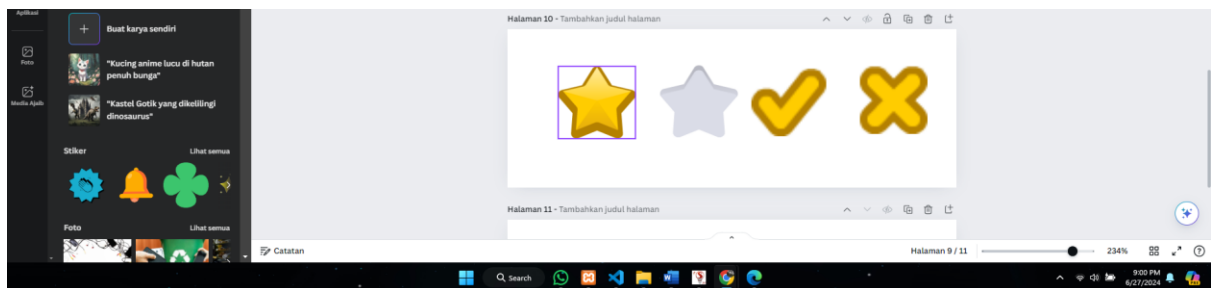 Aplikasi
Foto
Media Ajaib
Buat karya sendiri
"Kucing anime lucu di hutan
penuh bunga"
"Kastel Gotik yang dikelilingi
dinosaurus"
Stiker
Lihat semua
Foto
Lihat semua
Halaman 10 - Tambahkan judul halaman
Halaman 11 - Tambahkan judul halaman
Catatan
Halaman 9 / 11
234%
Search
9:00 PM
6/27/2024